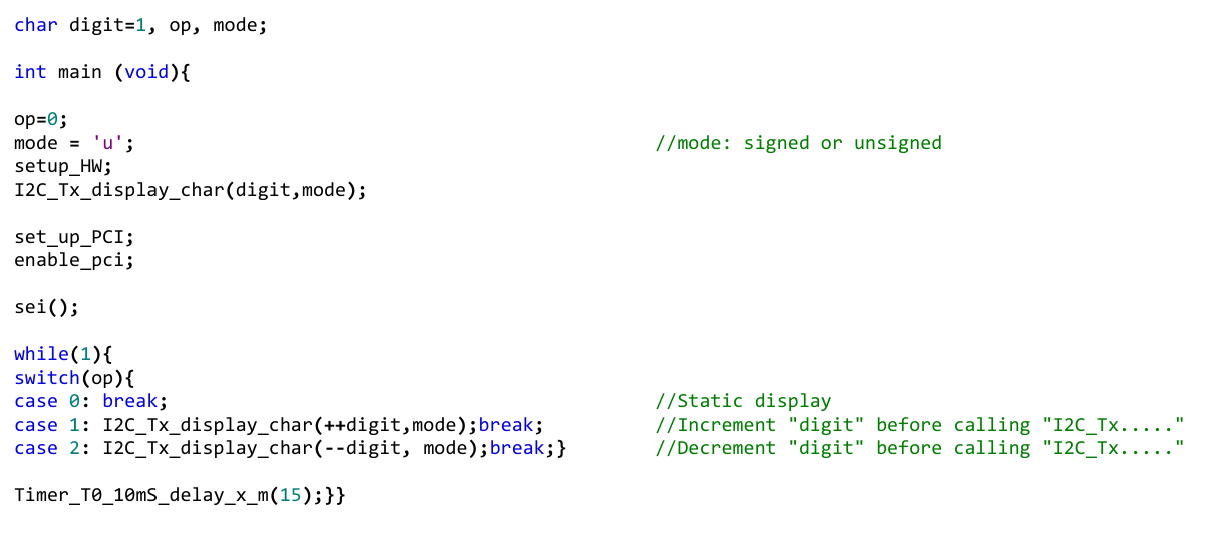 char digit=1, op, mode;
int main (void){
op=0;
mode = 'u'; //mode: signed or unsigned
setup_HW;
I2C_Tx_display_char(digit,mode);
set_up_PCI;
enable_pci;
sei();
while(1){
switch(op){
case 0: break; //Static display
case 1: I2C_Tx_display_char(++digit,mode);break; //Increment "digit" before calling "I2C_Tx....."
case 2: I2C_Tx_display_char(--digit, mode);break;} //Decrement "digit" before calling "I2C_Tx....."
Timer_T0_10mS_delay_x_m(15);}}